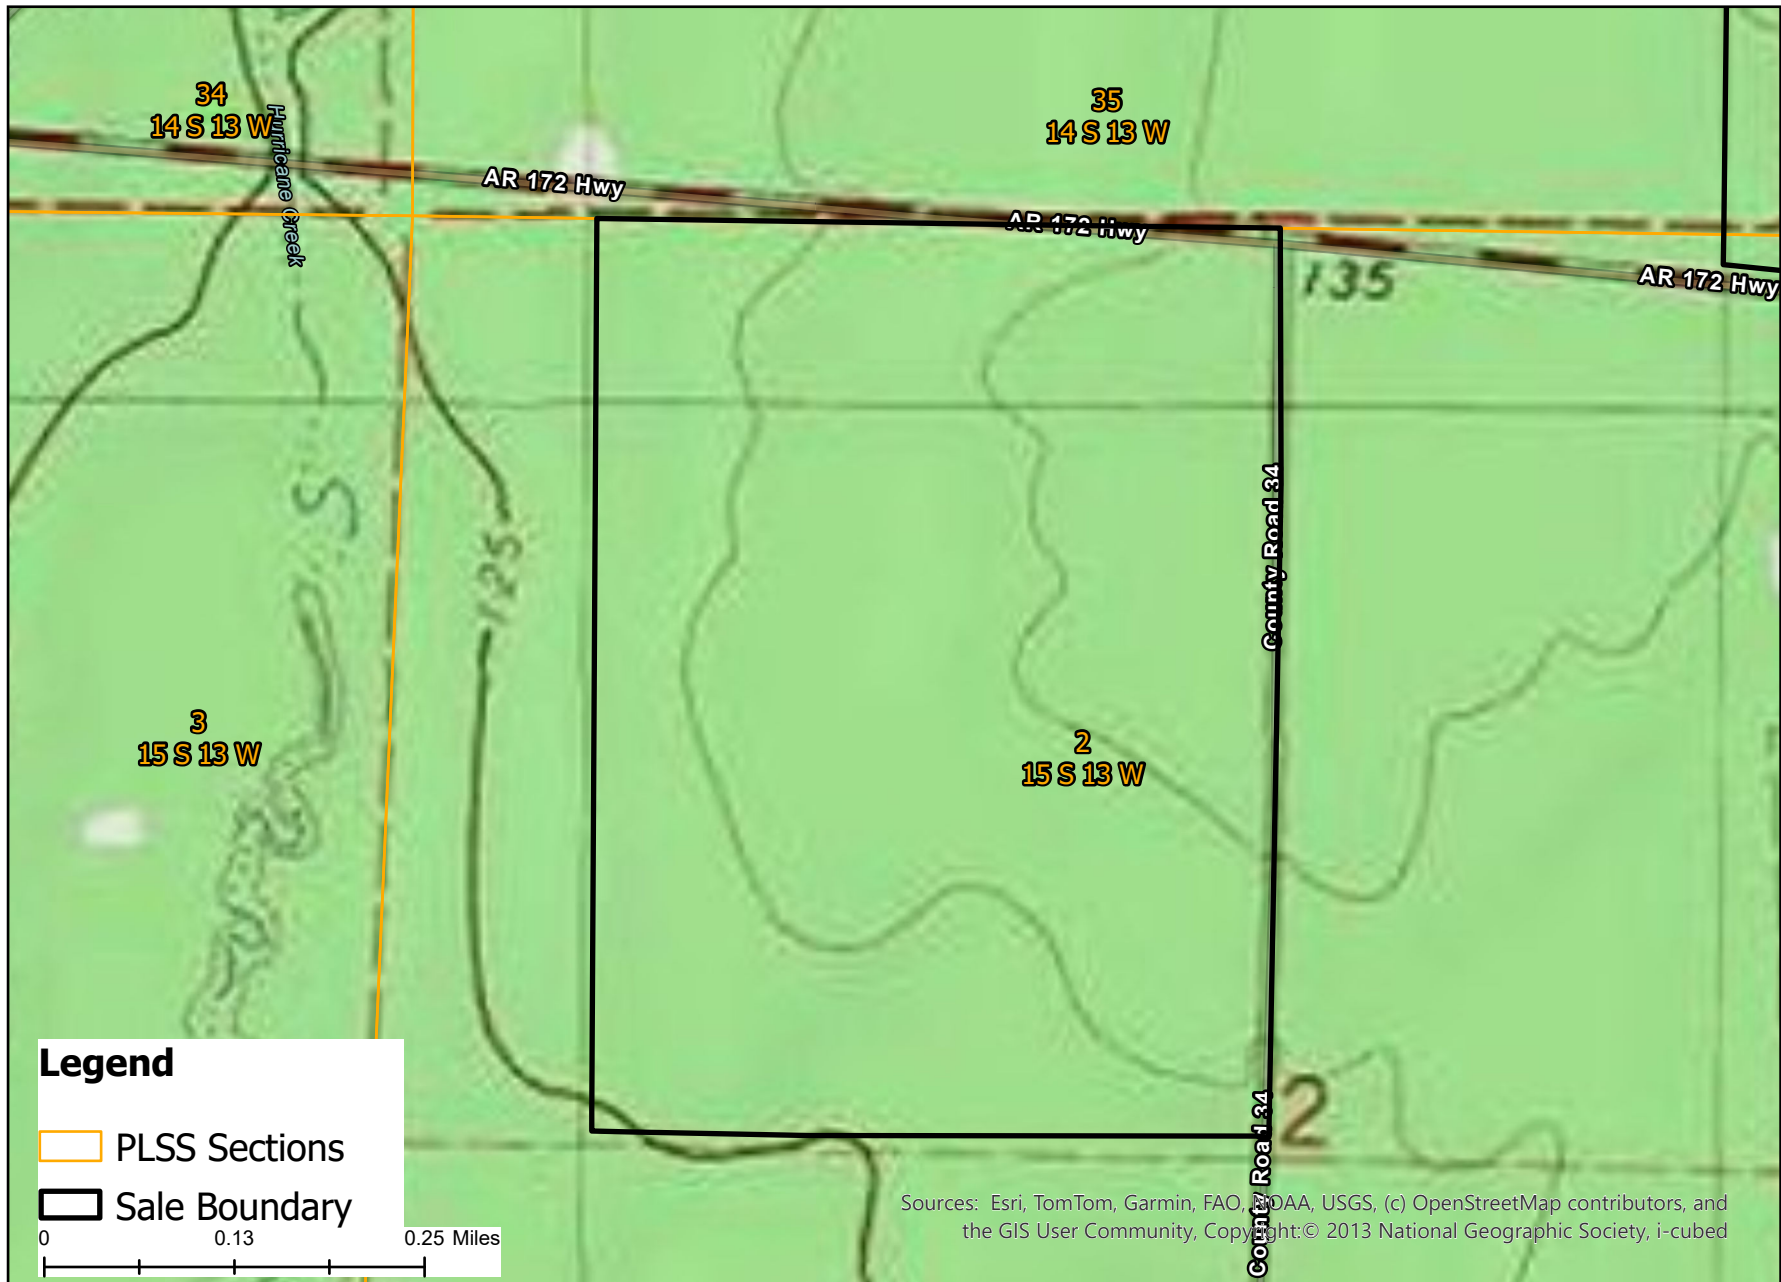 34
14 S 13 W
35
14 S 13 W
Hurricane Creek
AR 172 Hwy
AR 172 Hwy
AR 172 Hwy
135
County Road 34
125
3
15 S 13 W
2
15 S 13 W
2
County Road 34
Legend
PLSS Sections
Sale Boundary
0 0.13 0.25 Miles
Sources: Esri, TomTom, Garmin, FAO, NOAA, USGS, (c) OpenStreetMap contributors, and
the GIS User Community, Copyright:© 2013 National Geographic Society, i-cubed